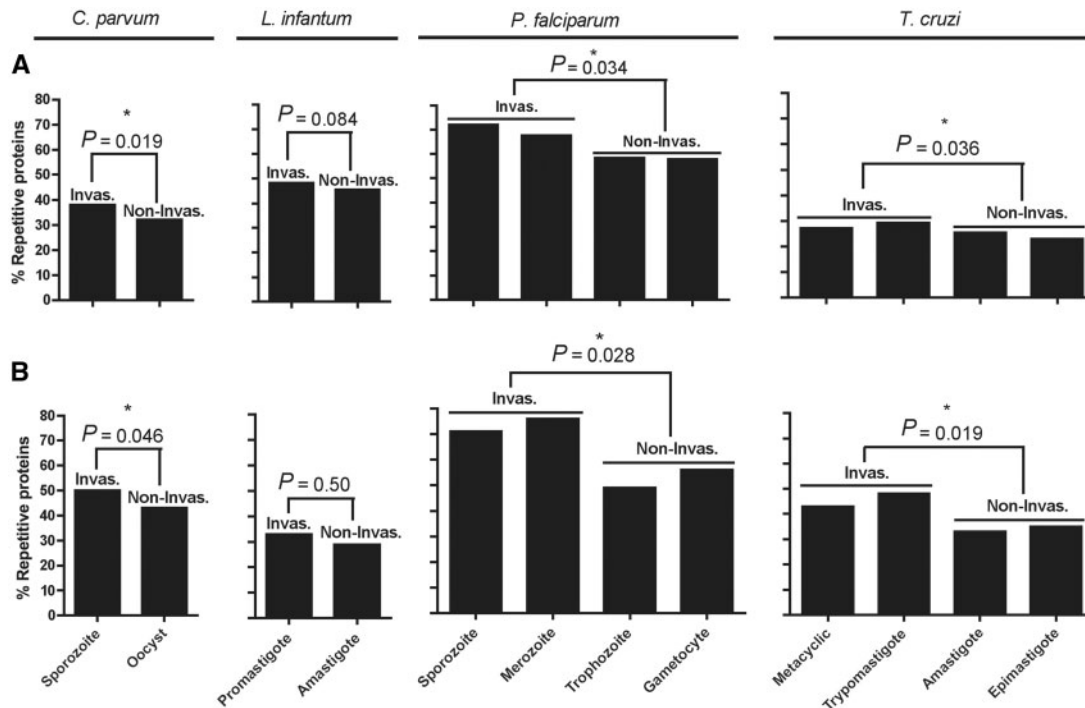 C. parvum
L. infantum
P. falciparum
T. cruzi
A
% Repetitive proteins
80
70
60
50
40
30
20
10
0
*
P = 0.019
Invas.
Non-Invas.
P = 0.084
Invas.
Non-Invas.
*
P = 0.034
Invas.
Non-Invas.
*
P = 0.036
Invas.
Non-Invas.
B
% Repetitive proteins
80
70
60
50
40
30
20
10
0
*
P = 0.046
Invas.
Non-Invas.
P = 0.50
Invas.
Non-Invas.
*
P = 0.028
Invas.
Non-Invas.
*
P = 0.019
Invas.
Non-Invas.
Sporozoite
Oocyst
Promastigote
Amastigote
Sporozoite
Merozoite
Trophozoite
Gametocyte
Metacyclic
Trypomastigote
Amastigote
Epimastigote